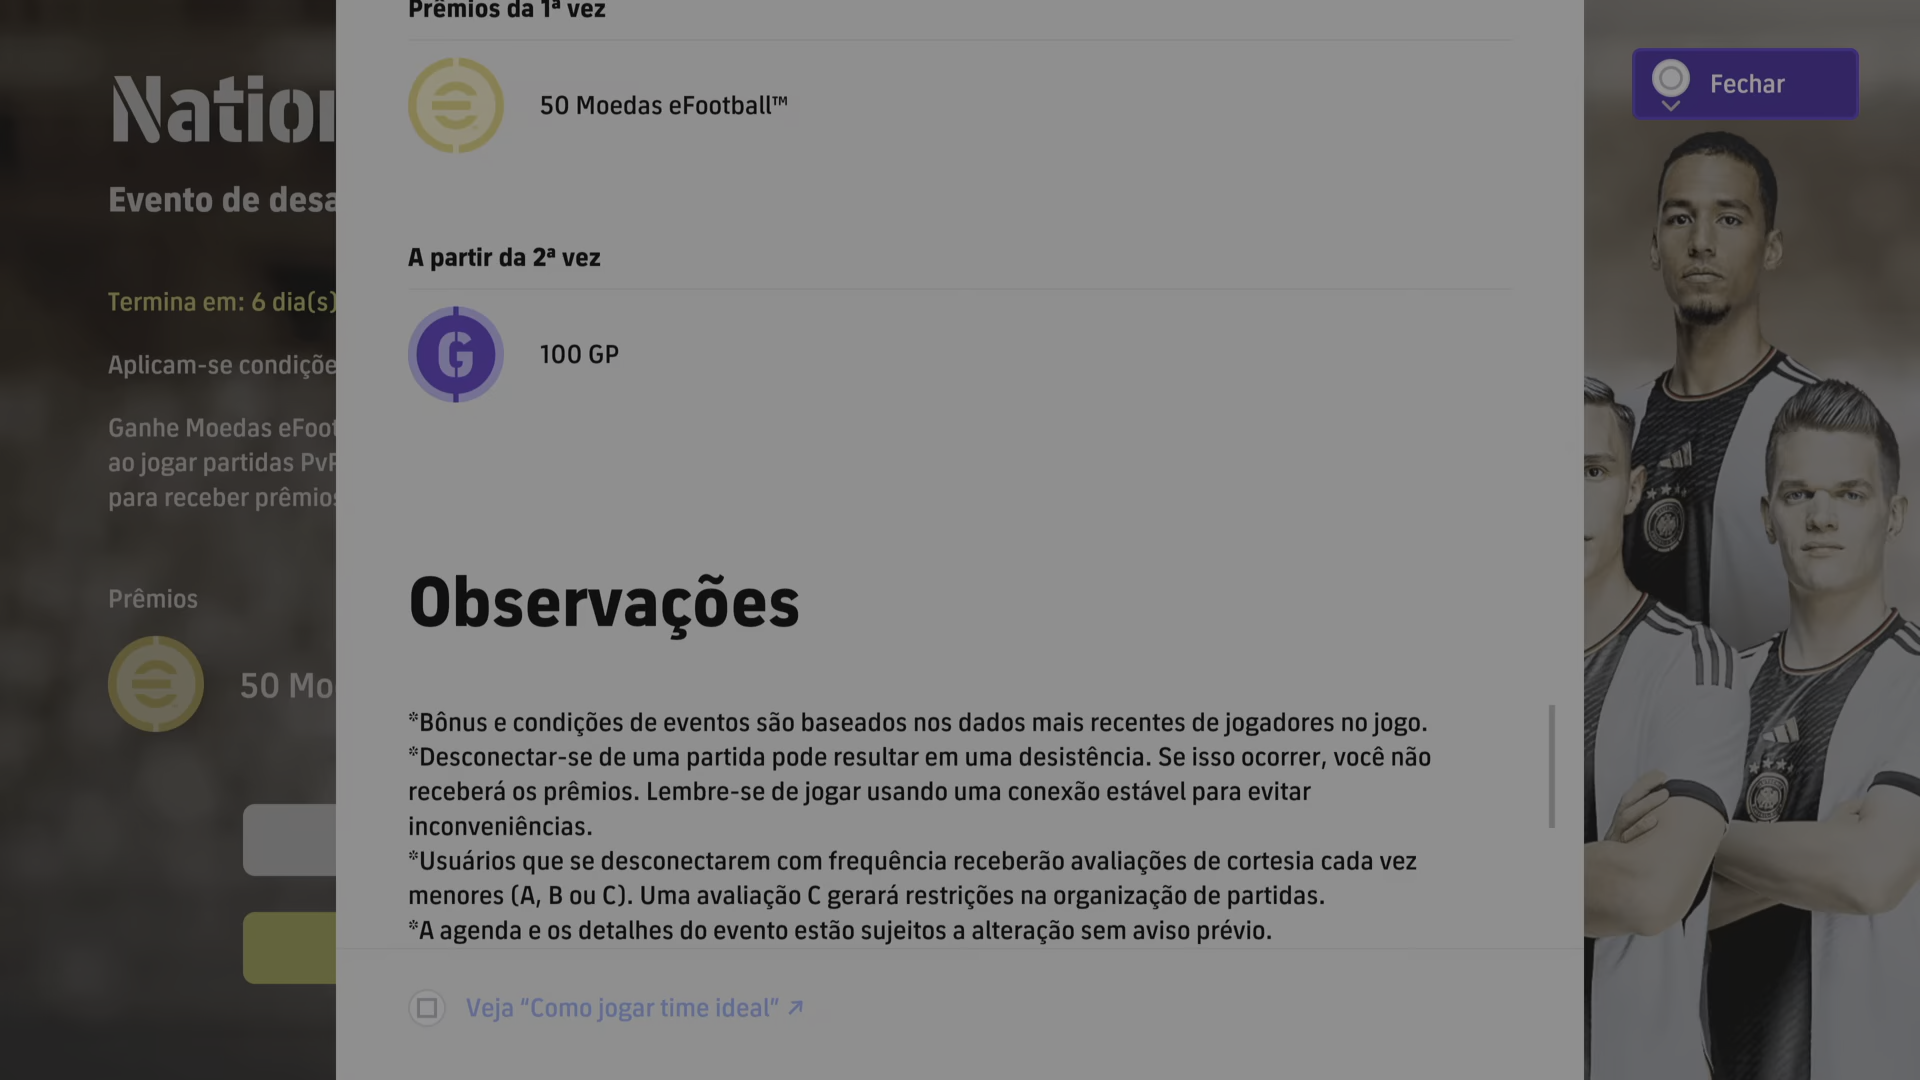 Prêmios da 1ª vez
50 Moedas eFootball™
A partir da 2ª vez
100 GP
Observações
*Bônus e condições de eventos são baseados nos dados mais recentes de jogadores no jogo.
*Desconectar-se de uma partida pode resultar em uma desistência. Se isso ocorrer, você não
receberá os prêmios. Lembre-se de jogar usando uma conexão estável para evitar
inconveniências.
*Usuários que se desconectarem com frequência receberão avaliações de cortesia cada vez
menores (A, B ou C). Uma avaliação C gerará restrições na organização de partidas.
*A agenda e os detalhes do evento estão sujeitos a alteração sem aviso prévio.
Veja “Como jogar time ideal”
Fechar
Nation
Evento de desa
Termina em: 6 dia(s)
Aplicam-se condiçõe
Ganhe Moedas eFoot
ao jogar partidas PvP
para receber prêmios
Prêmios
50 Mo